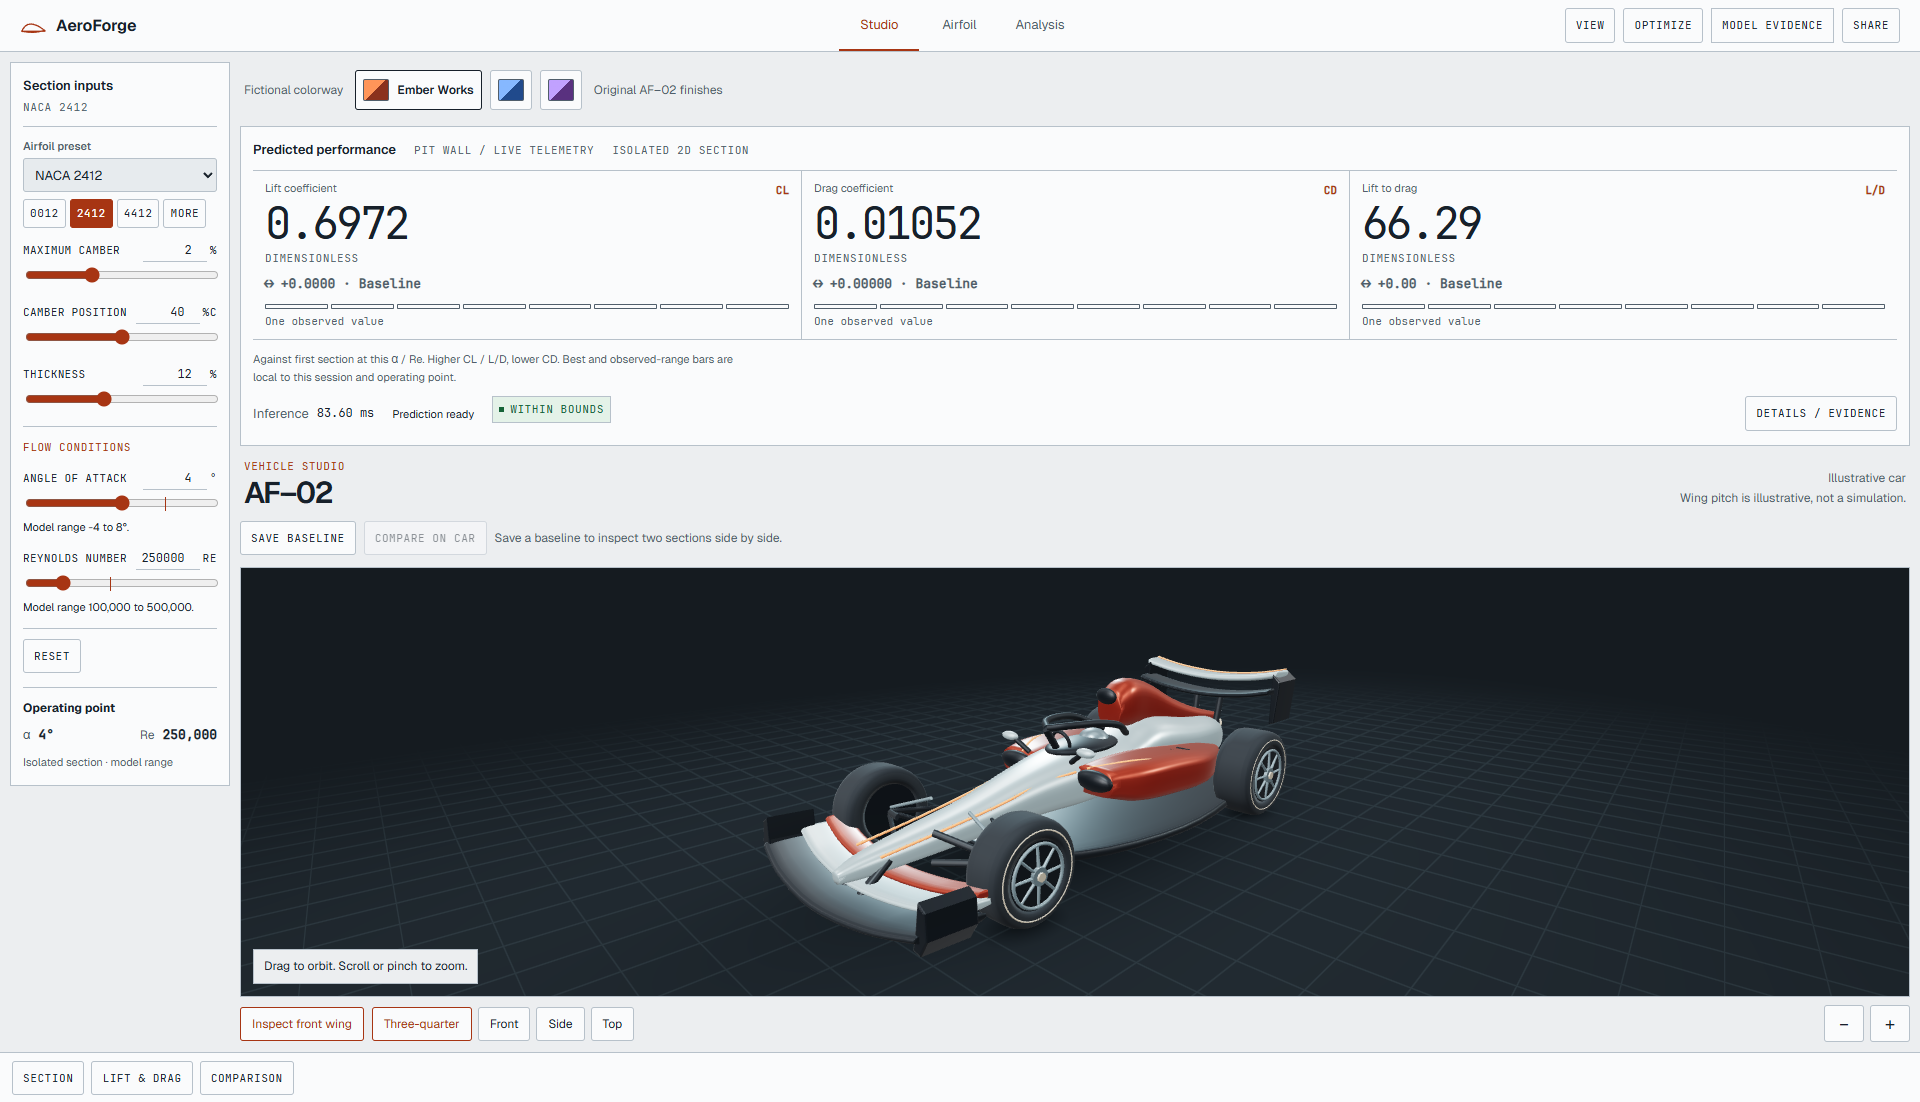 AeroForge
Studio
Airfoil
Analysis
VIEW
OPTIMIZE
MODEL EVIDENCE
SHARE
Section inputs
NACA 2412
Airfoil preset
NACA 2412
0012
2412
4412
MORE
MAXIMUM CAMBER 2 %
CAMBER POSITION 40 %C
THICKNESS 12 %
FLOW CONDITIONS
ANGLE OF ATTACK 4 °
Model range -4 to 8°.
REYNOLDS NUMBER 250000 RE
Model range 100,000 to 500,000.
RESET
Operating point
α 4° Re 250,000
Isolated section · model range
Fictional colorway
Ember Works
Original AF–02 finishes
Predicted performance PIT WALL / LIVE TELEMETRY ISOLATED 2D SECTION
Lift coefficient CL
0.6972
DIMENSIONLESS
↔ +0.0000 · Baseline
One observed value
Drag coefficient CD
0.01052
DIMENSIONLESS
↔ +0.00000 · Baseline
One observed value
Lift to drag L/D
66.29
DIMENSIONLESS
↔ +0.00 · Baseline
One observed value
Against first section at this α / Re. Higher CL / L/D, lower CD. Best and observed-range bars are
local to this session and operating point.
Inference 83.60 ms Prediction ready WITHIN BOUNDS
DETAILS / EVIDENCE
VEHICLE STUDIO
AF–02
Illustrative car
Wing pitch is illustrative, not a simulation.
SAVE BASELINE
COMPARE ON CAR
Save a baseline to inspect two sections side by side.
Drag to orbit. Scroll or pinch to zoom.
Inspect front wing
Three-quarter
Front
Side
Top
−
+
SECTION
LIFT & DRAG
COMPARISON